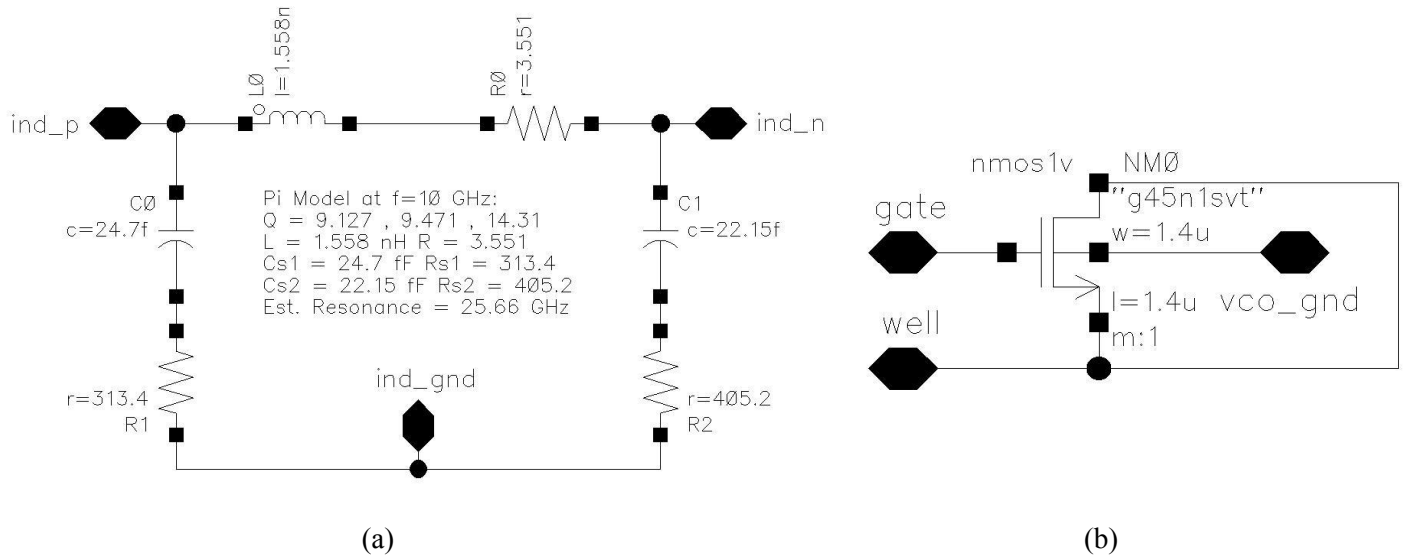 L0
l=1.558n
R0
r=3.551
ind_p
ind_n
C0
c=24.7f
Pi Model at f=10 GHz:
Q = 9.127 , 9.471 , 14.31
L = 1.558 nH R = 3.551
Cs1 = 24.7 fF Rs1 = 313.4
Cs2 = 22.15 fF Rs2 = 405.2
Est. Resonance = 25.66 GHz
C1
c=22.15f
r=313.4
R1
ind_gnd
r=405.2
R2
(a)
nmos1v
NM0
"g45n1svt"
gate
w=1.4u
l=1.4u
vco_gnd
well
m:1
(b)